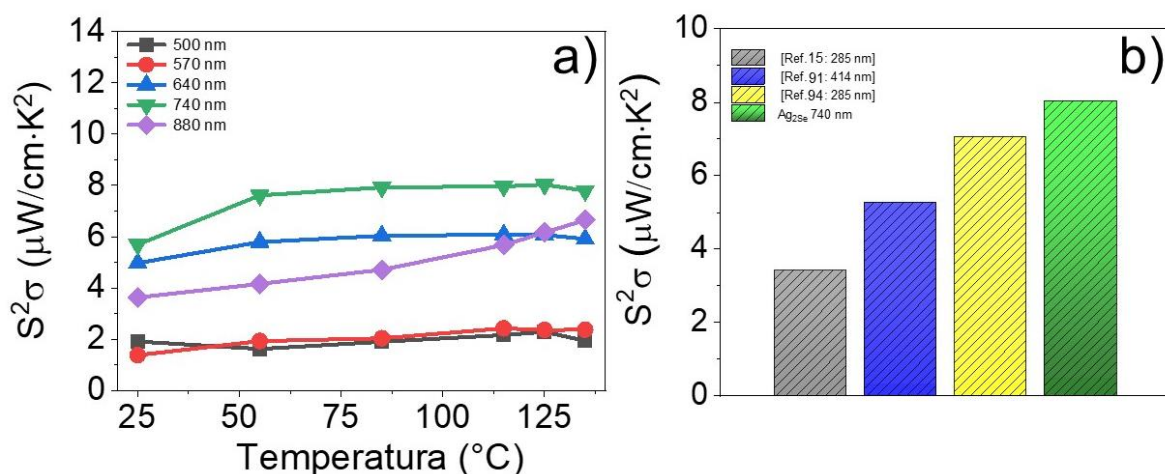 a)
S²σ (μW/cm·K²)
14
12
10
8
6
4
2
0
500 nm
570 nm
640 nm
740 nm
880 nm
25
50
75
100
125
Temperatura (°C)
b)
S²σ (μW/cm·K²)
10
8
6
4
2
0
[Ref.15: 285 nm]
[Ref.91: 414 nm]
[Ref.94: 285 nm]
Ag₂Se 740 nm